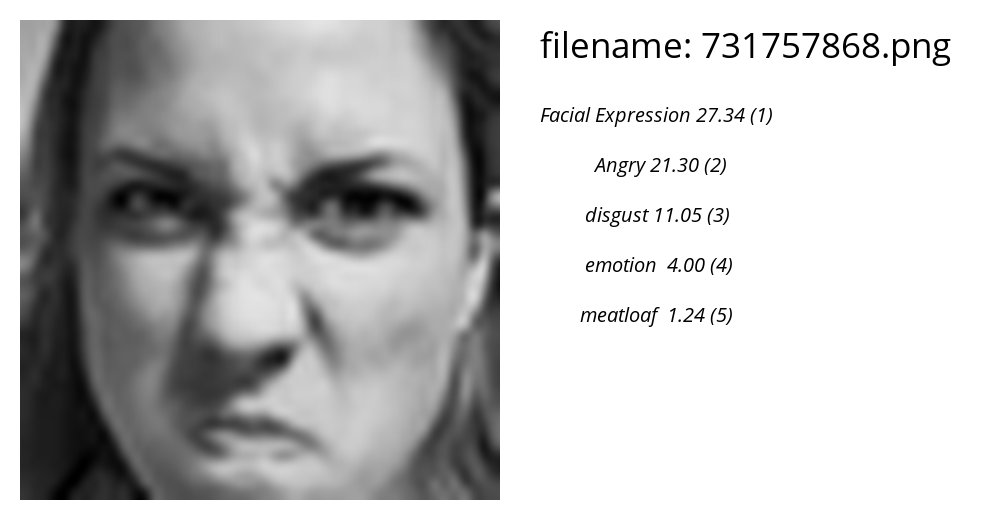 filename: 731757868.png
Facial Expression 27.34 (1)
Angry 21.30 (2)
disgust 11.05 (3)
emotion  4.00 (4)
meatloaf  1.24 (5)